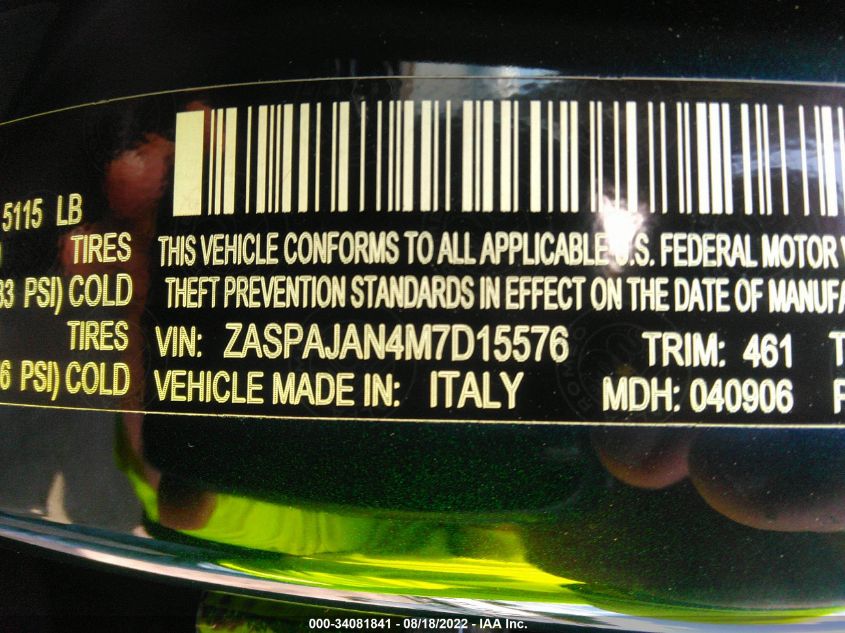 5115 LB
TIRES THIS VEHICLE CONFORMS TO ALL APPLICABLE U.S. FEDERAL MOTOR V
33 PSI) COLD THEFT PREVENTION STANDARDS IN EFFECT ON THE DATE OF MANUFA
TIRES VIN: ZASPAJAN4M7D15576 TRIM: 461 T
6 PSI) COLD VEHICLE MADE IN: ITALY MDH: 040906
000-34081841 / 08/18/2022 - IAA Inc.